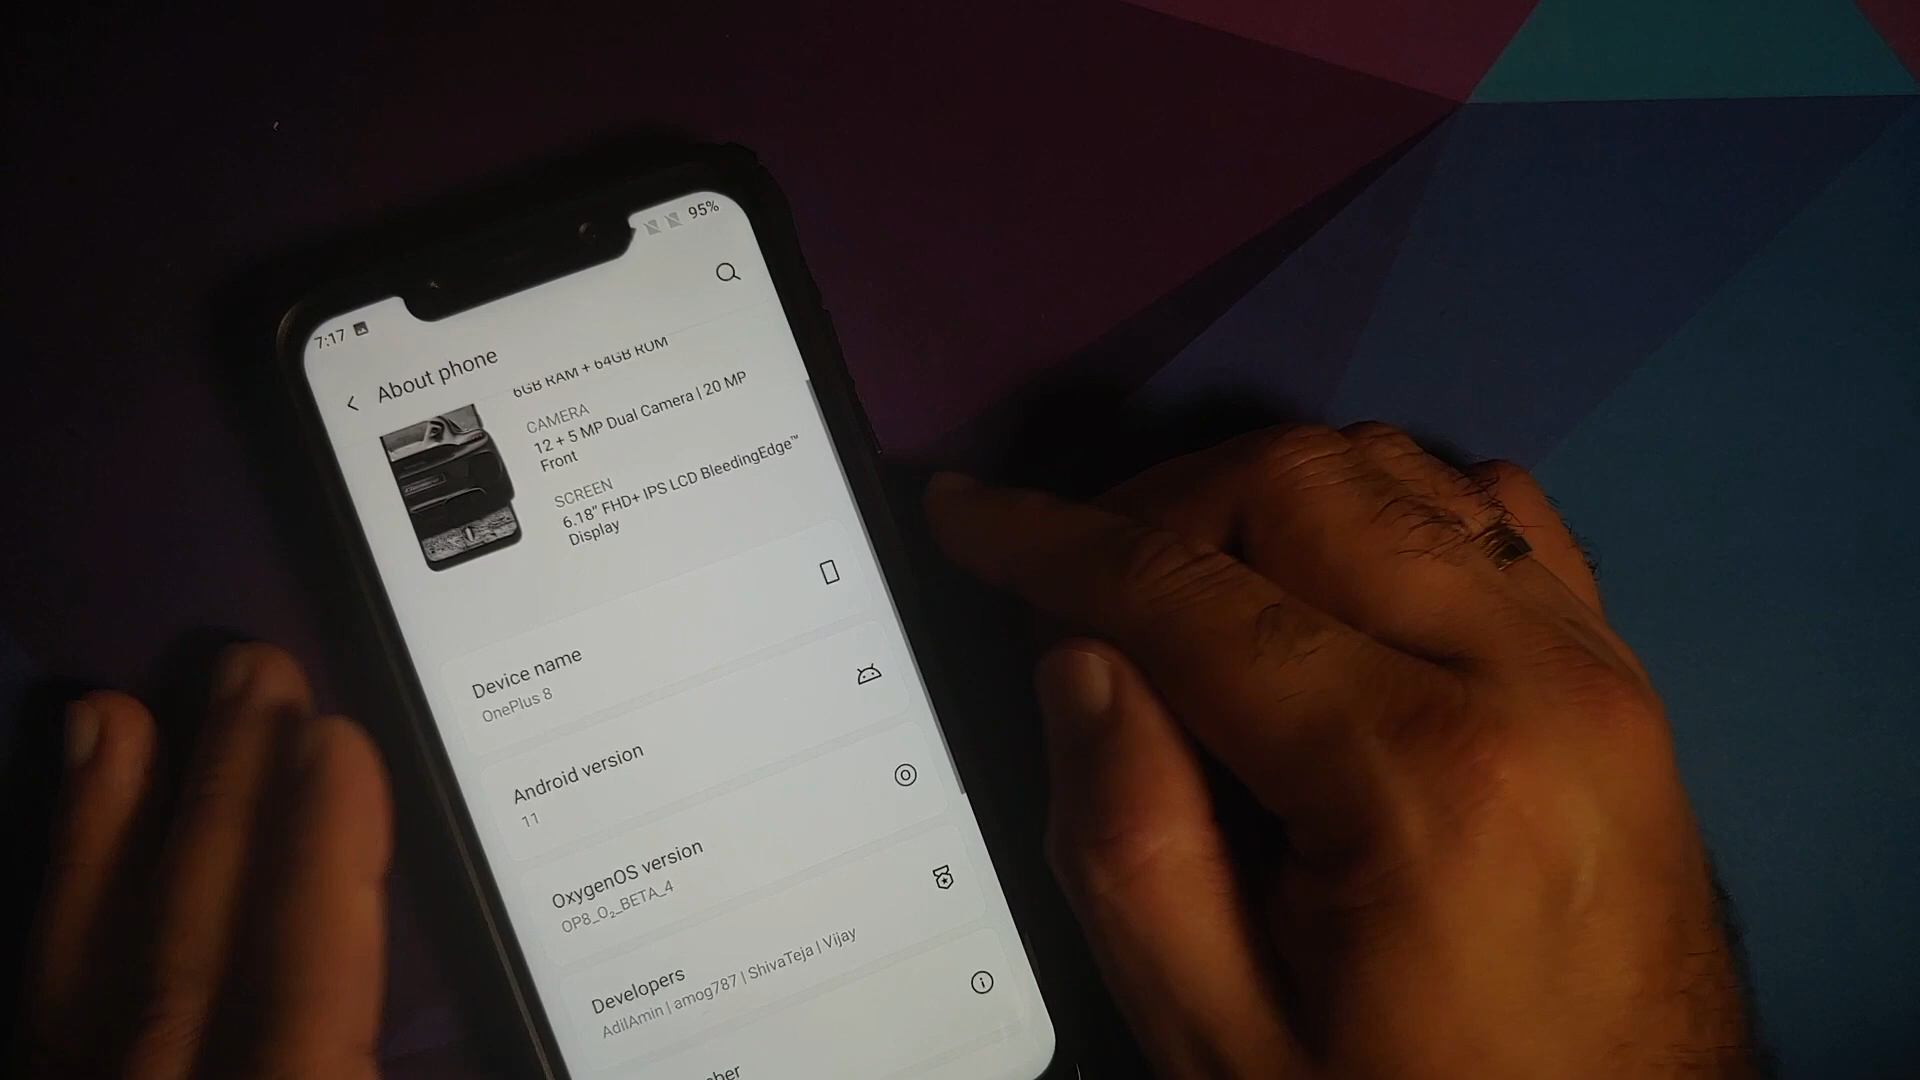 7:17
95%
About phone
6GB RAM + 64GB ROM
CAMERA
12 + 5 MP Dual Camera | 20 MP
Front
SCREEN
6.18" FHD+ IPS LCD BleedingEdge™
Display
Device name
OnePlus 8
Android version
11
OxygenOS version
OP8_O₂_BETA_4
Developers
AdilAmin | amog787 | ShivaTeja | Vijay